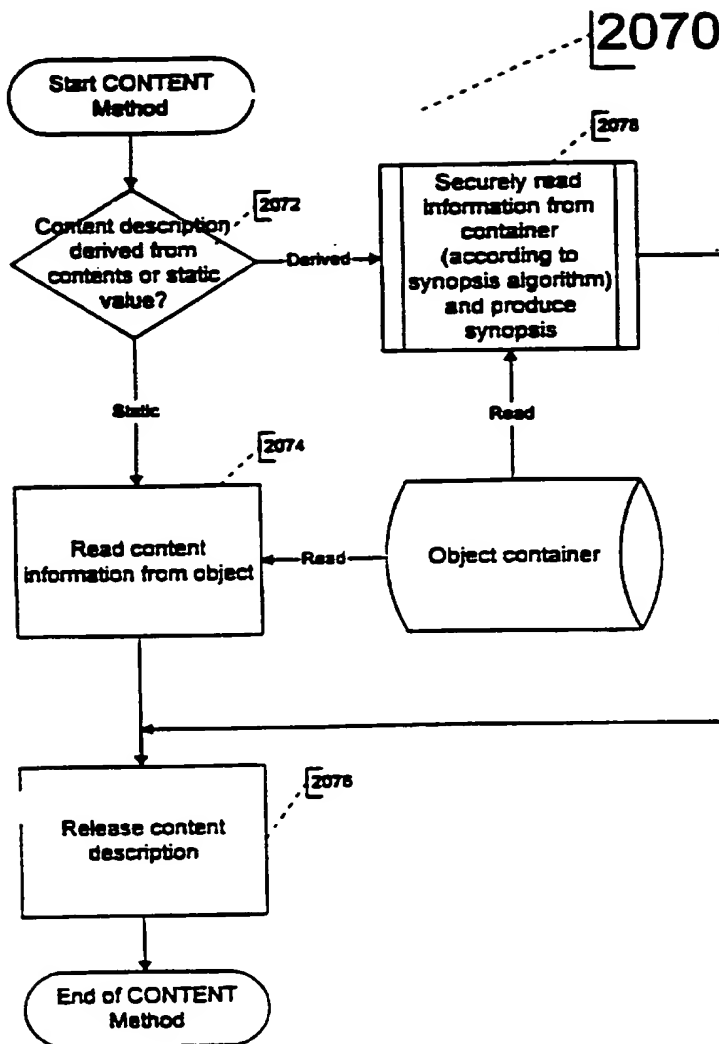 2070
Start CONTENT
Method
2072
Content description
derived from
contents or static
value?
Derived
2078
Securely read
information from
container
(according to
synopsis algorithm)
and produce
synopsis
Static
Read
2074
Read content
information from object
Read
Object container
2076
Release content
description
End of CONTENT
Method